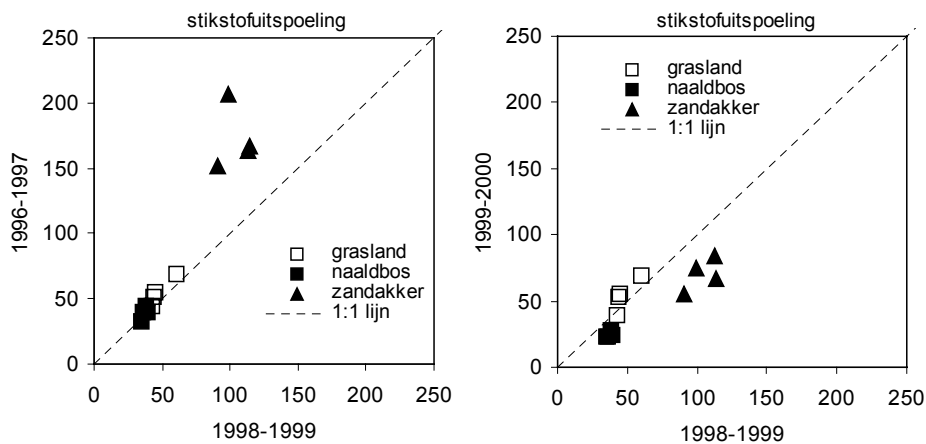 stikstofuitspoeling
250
200
150
100
50
0
1996-1997
grasland
naaldbos
zandakker
1:1 lijn
0 50 100 150 200 250
1998-1999
stikstofuitspoeling
250
200
150
100
50
0
1999-2000
grasland
naaldbos
zandakker
1:1 lijn
0 50 100 150 200 250
1998-1999